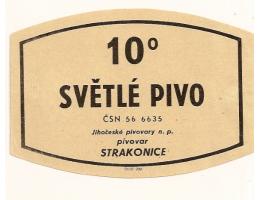 10°
SVĚTLÉ PIVO
ČSN 56 6635
Jihočeské pivovary n. p.
pivovar
STRAKONICE